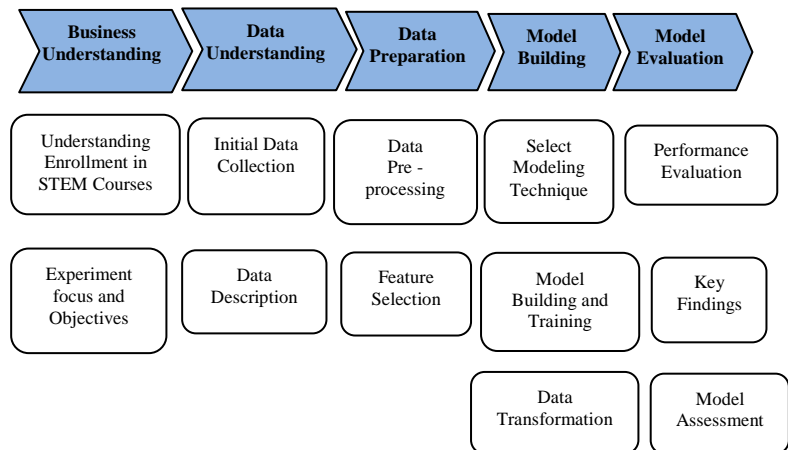 Business
Understanding
Data
Understanding
Data
Preparation
Model
Building
Model
Evaluation
Understanding
Enrollment in
STEM Courses
Initial Data
Collection
Data
Pre -
processing
Select
Modeling
Technique
Performance
Evaluation
Experiment
focus and
Objectives
Data
Description
Feature
Selection
Model
Building and
Training
Key
Findings
Data
Transformation
Model
Assessment